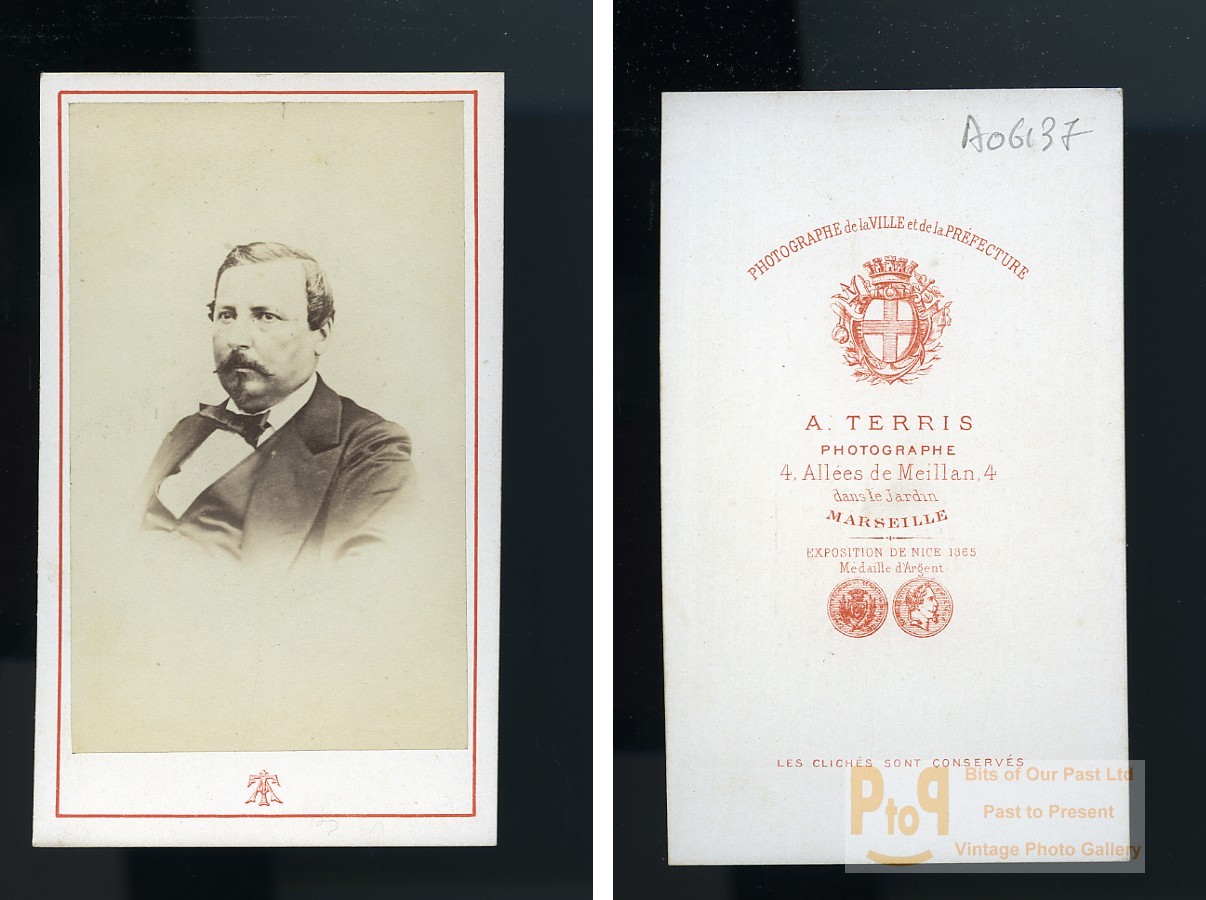 A06137
PHOTOGRAPHE de la VILLE et de la PRÉFECTURE
A. TERRIS
PHOTOGRAPHE
4, Allées de Meillan, 4
dans le Jardin
MARSEILLE
EXPOSITION DE NICE 1865
Médaille d'Argent
LES CLICHÉS SONT CONSERVÉS
PtoP
Bits of Our Past Ltd
Past to Present
Vintage Photo Gallery